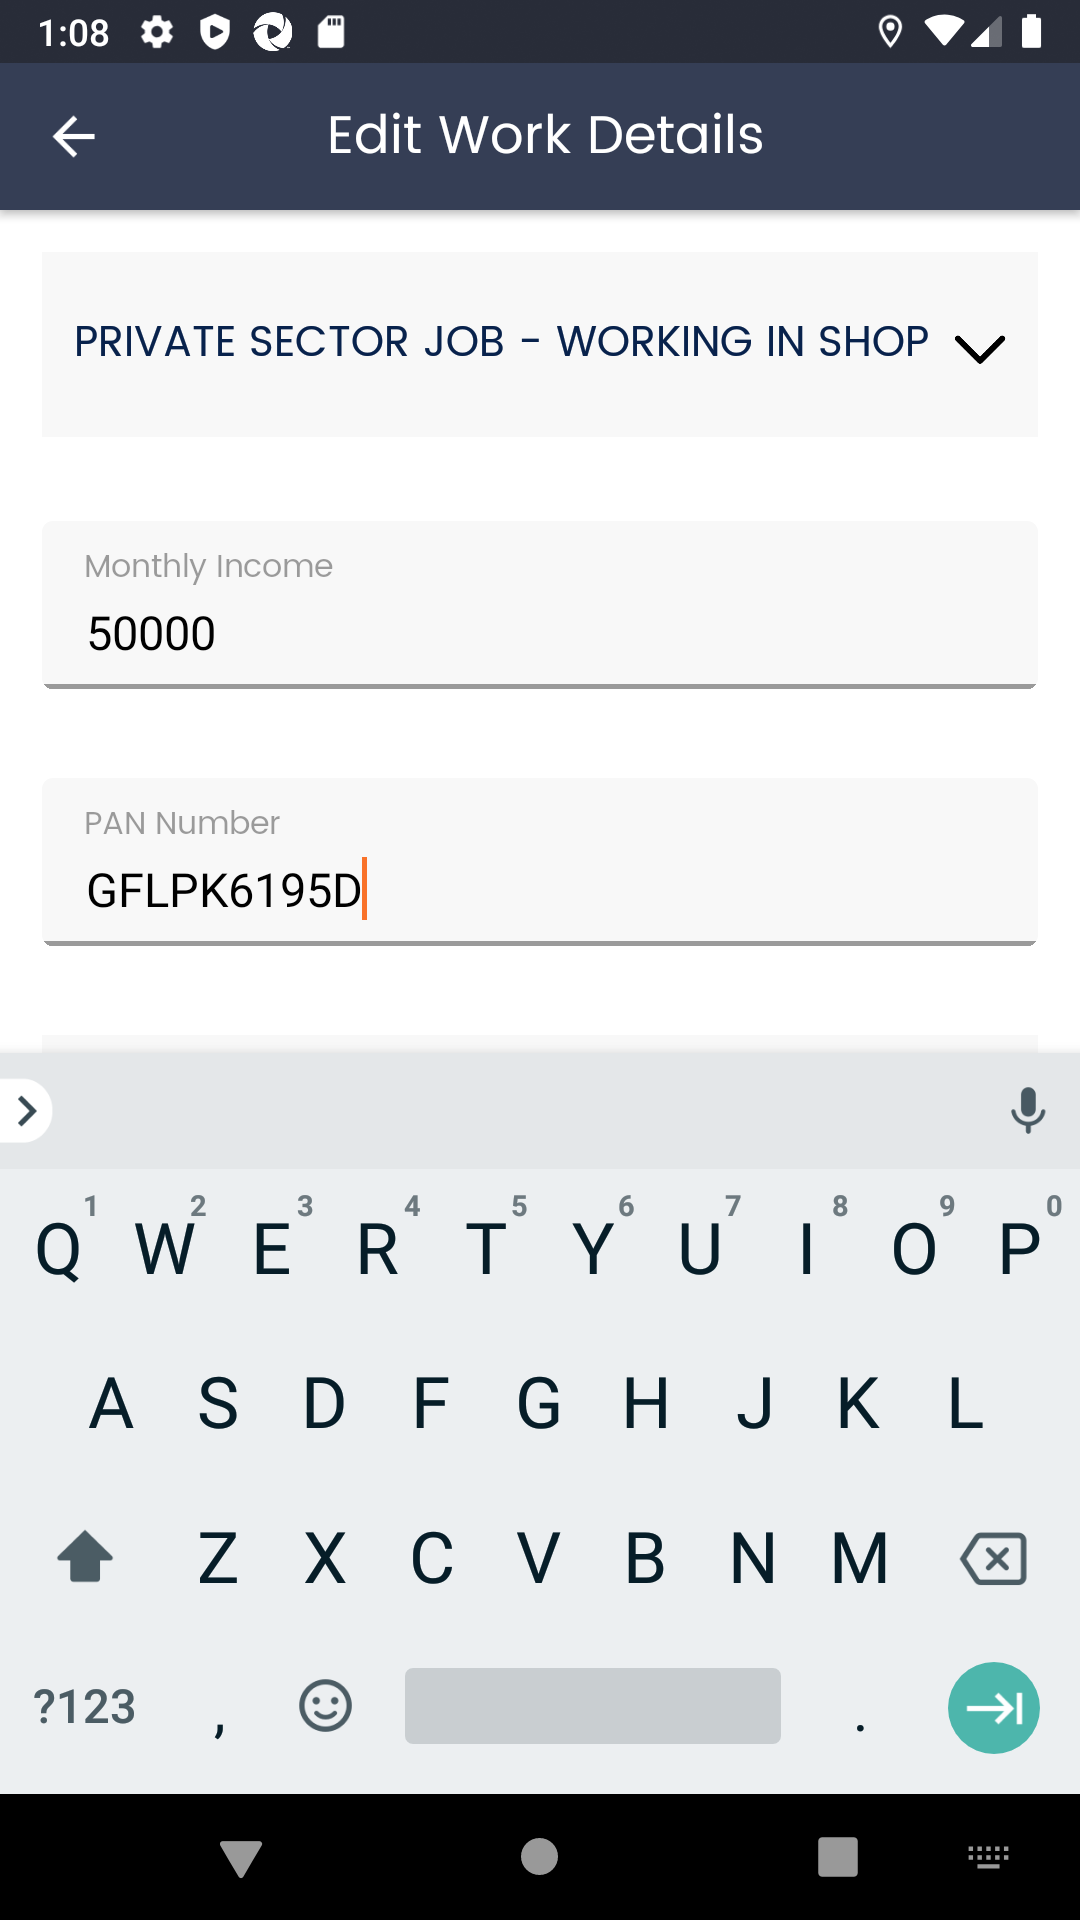 1:08
Edit Work Details
PRIVATE SECTOR JOB - WORKING IN SHOP
Monthly Income
50000
PAN Number
GFLPK6195D
1 2 3 4 5 6 7 8 9 0
Q W E R T Y U I O P
A S D F G H J K L
Z X C V B N M
?123 , .